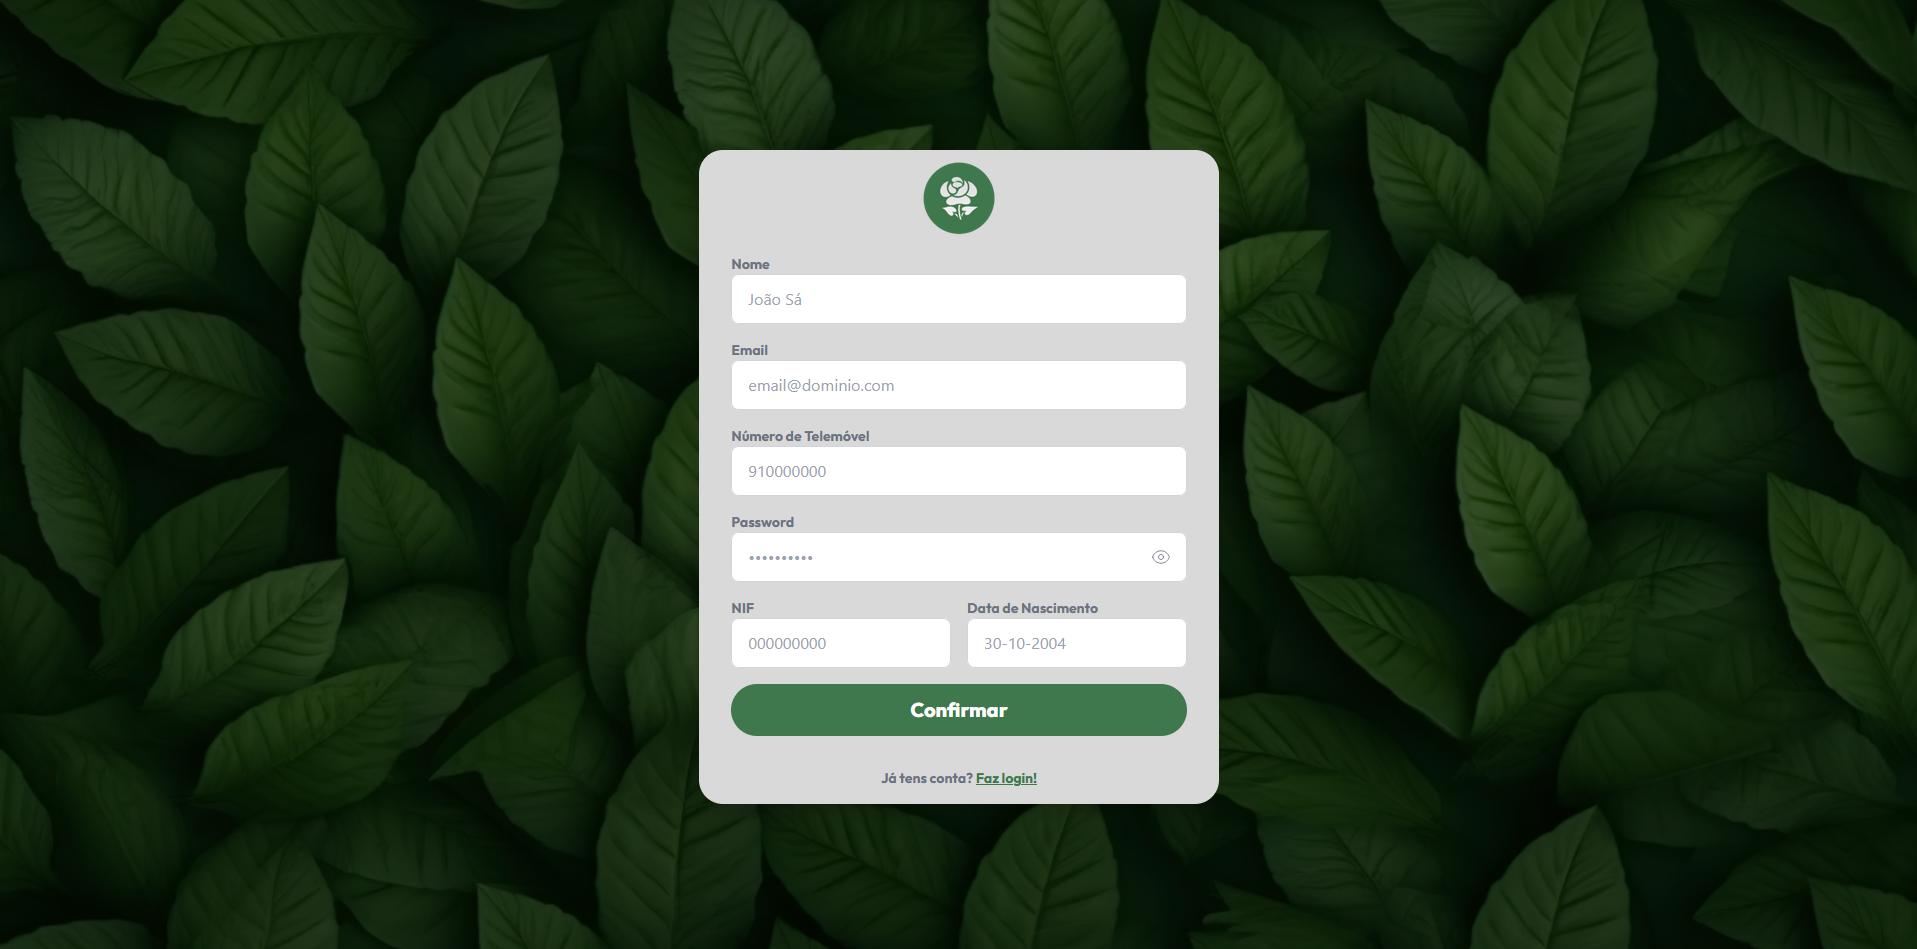 Nome
João Sá
Email
email@dominio.com
Número de Telemóvel
910000000
Password
••••••••••
NIF
Data de Nascimento
000000000
30-10-2004
Confirmar
Já tens conta? Faz login!